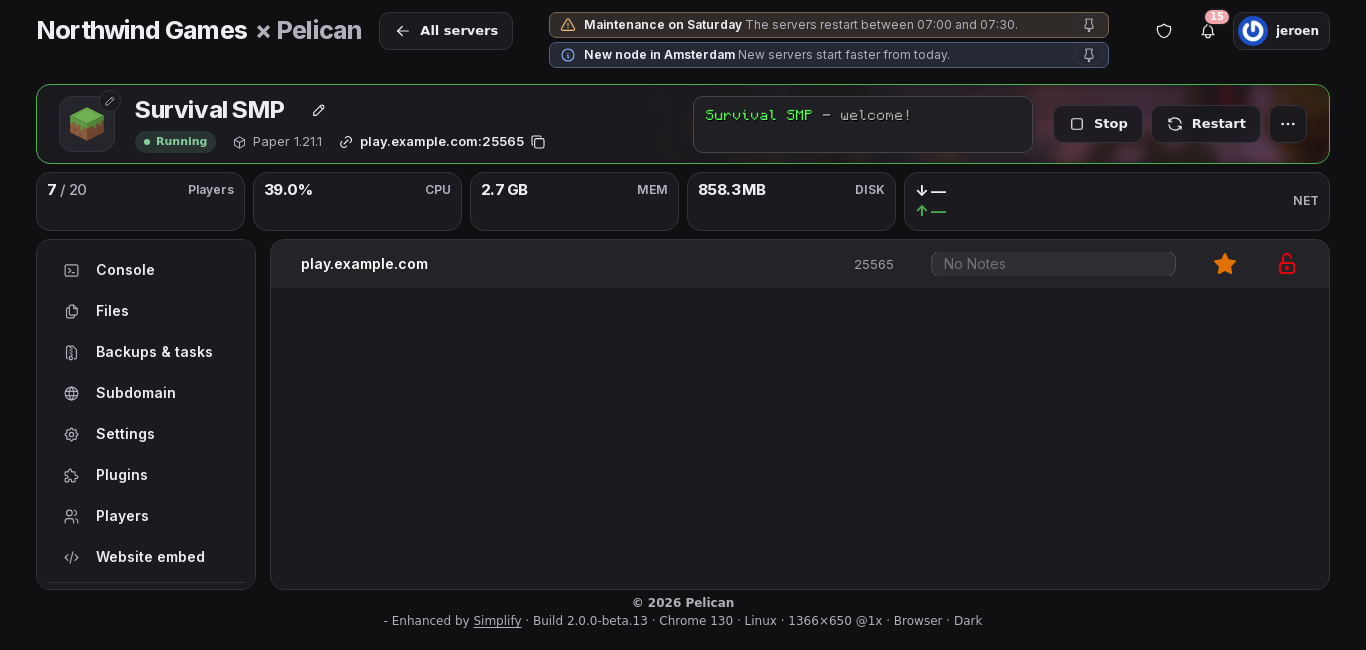 Northwind Games × Pelican
All servers
Maintenance on Saturday The servers restart between 07:00 and 07:30.
New node in Amsterdam New servers start faster from today.
15
jeroen
Survival SMP
Running
Paper 1.21.1
play.example.com:25565
Survival SMP – welcome!
Stop
Restart
7 / 20
Players
39.0%
CPU
2.7 GB
MEM
858.3 MB
DISK
↓ —
↑ —
NET
Console
Files
Backups & tasks
Subdomain
Settings
Plugins
Players
Website embed
play.example.com
25565
No Notes
© 2026 Pelican
- Enhanced by Simplify · Build 2.0.0-beta.13 · Chrome 130 · Linux · 1366×650 @1x · Browser · Dark